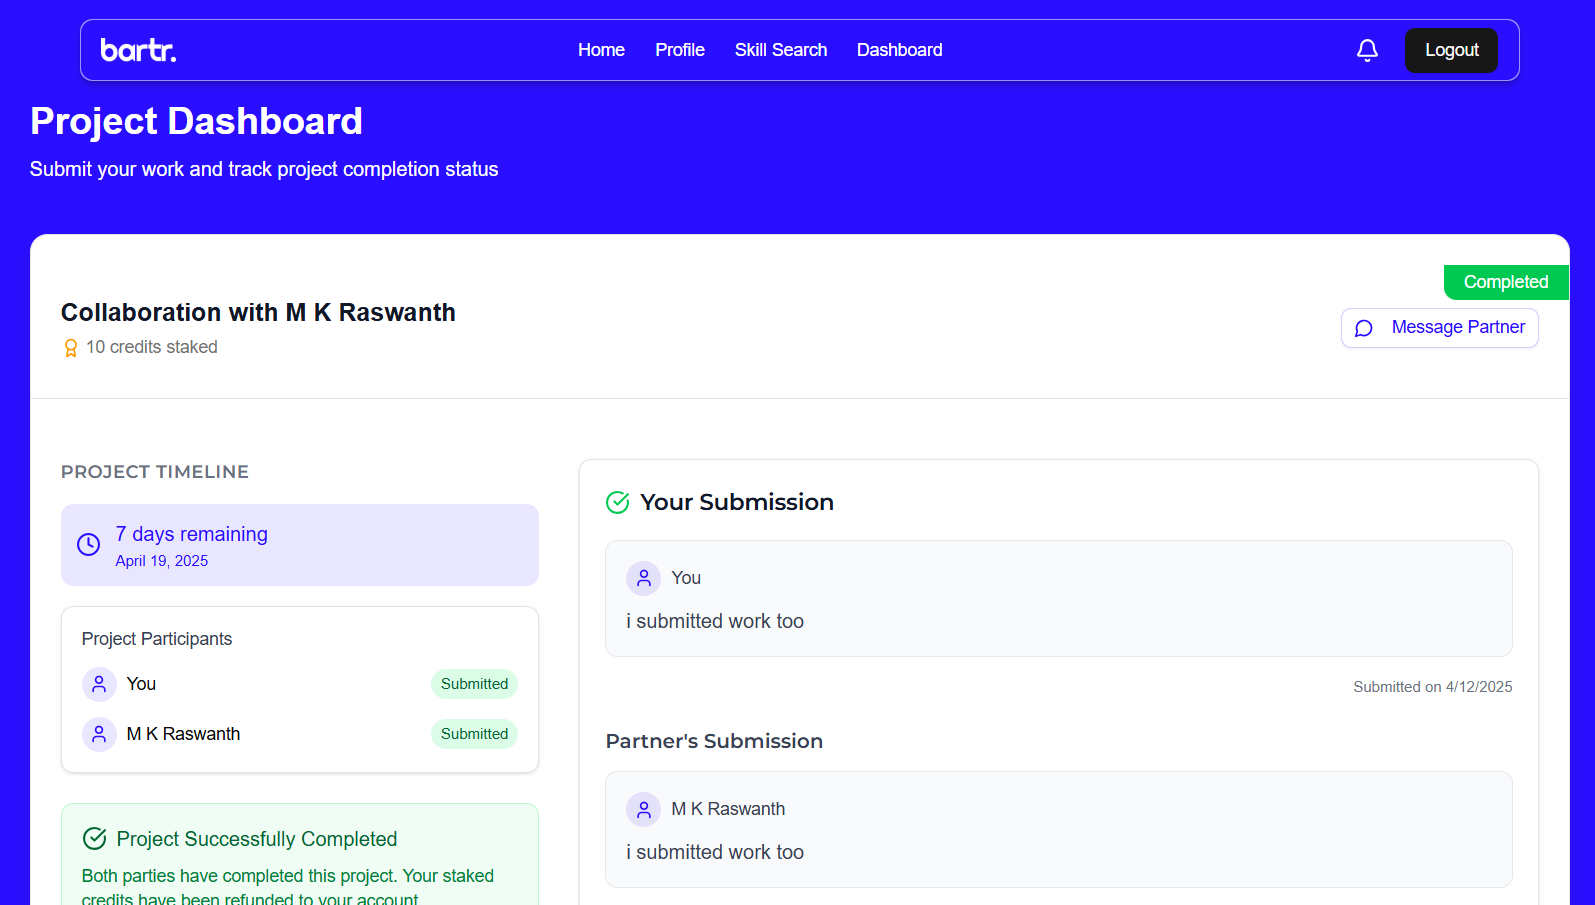 bartr.
Home Profile Skill Search Dashboard Logout
Project Dashboard
Submit your work and track project completion status
Completed
Collaboration with M K Raswanth
10 credits staked
Message Partner
PROJECT TIMELINE
7 days remaining
April 19, 2025
Project Participants
You Submitted
M K Raswanth Submitted
Project Successfully Completed
Both parties have completed this project. Your staked
credits have been refunded to your account
Your Submission
You
i submitted work too
Submitted on 4/12/2025
Partner's Submission
M K Raswanth
i submitted work too